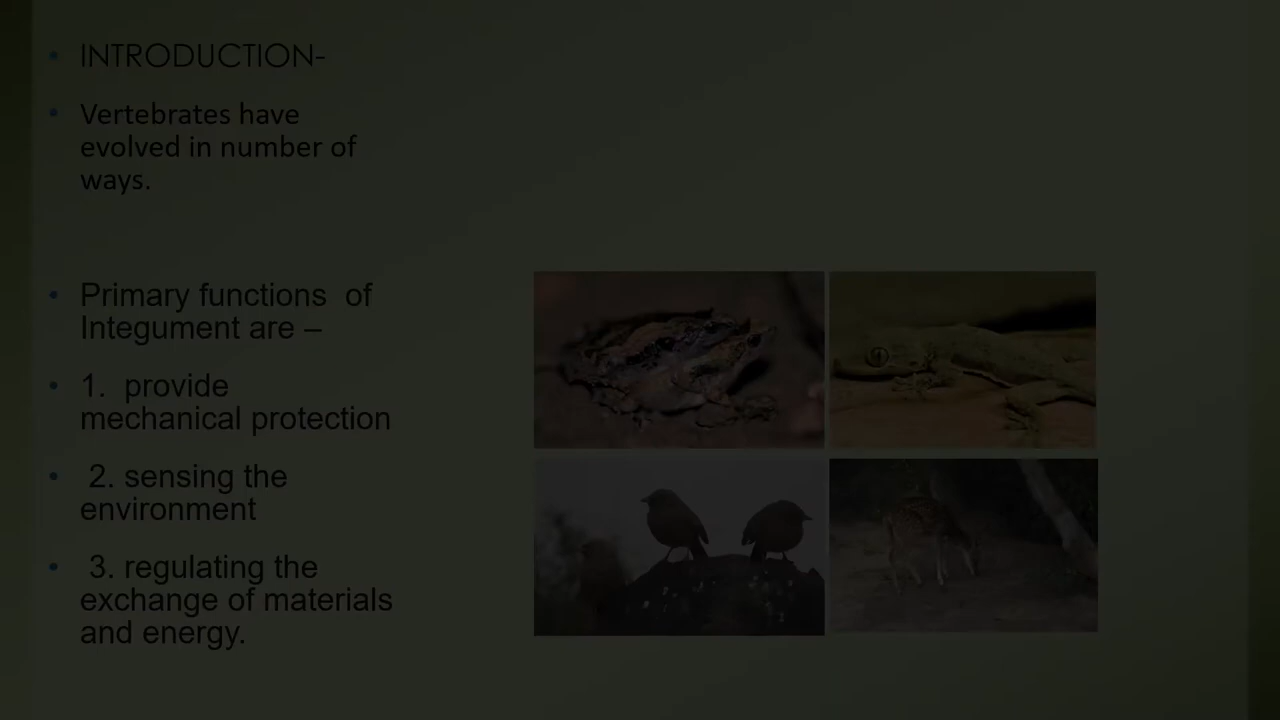 INTRODUCTION-
Vertebrates have
evolved in number of
ways.
Primary functions  of
Integument are –
1.  provide
mechanical protection
2. sensing the
environment
3. regulating the
exchange of materials
and energy.